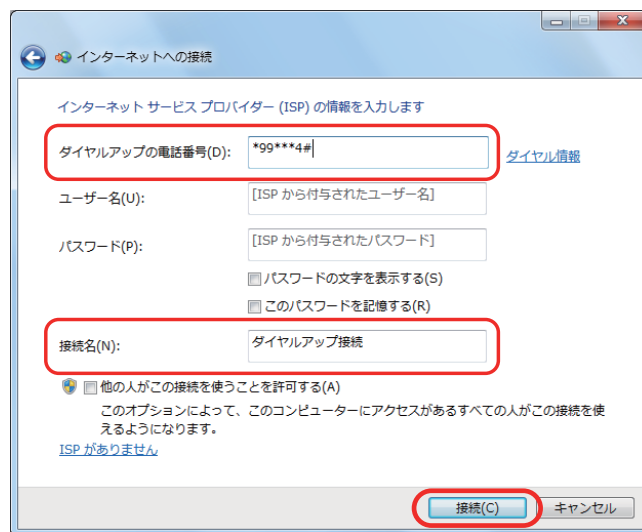 インターネットへの接続
インターネット サービス プロバイダー (ISP) の情報を入力します
ダイヤルアップの電話番号(D): *99***4# ダイヤル情報
ユーザー名(U): [ISP から付与されたユーザー名]
パスワード(P): [ISP から付与されたパスワード]
パスワードの文字を表示する(S)
このパスワードを記憶する(R)
接続名(N): ダイヤルアップ接続
他の人がこの接続を使うことを許可する(A)
このオプションによって、このコンピューターにアクセスがあるすべての人がこの接続を使
えるようになります。
ISP がありません
接続(C) キャンセル